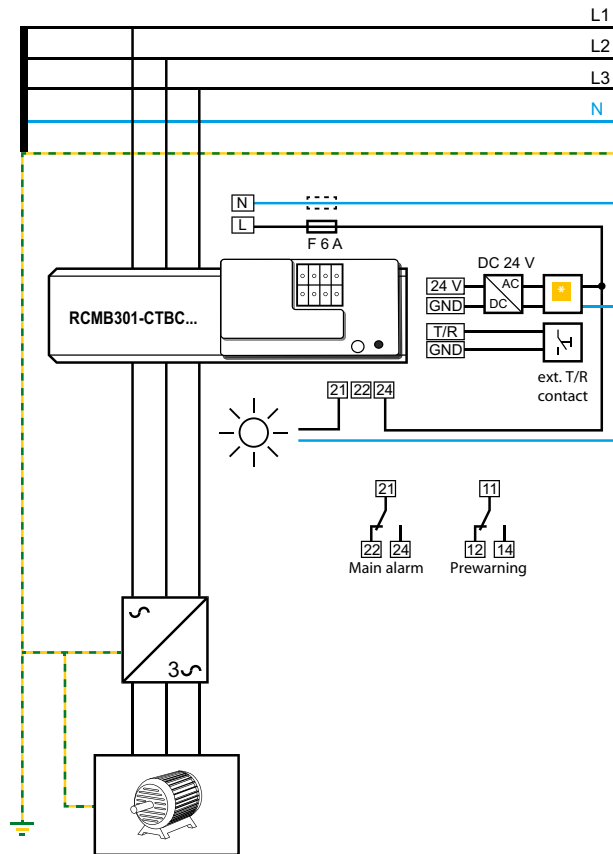 L1
L2
L3
N
N
L
F 6 A
DC 24 V
24 V
AC
DC
*
GND
RCMB301-CTBC...
T/R
GND
ext. T/R
contact
21 22 24
21
11
22 24
12 14
Main alarm
Prewarning
3